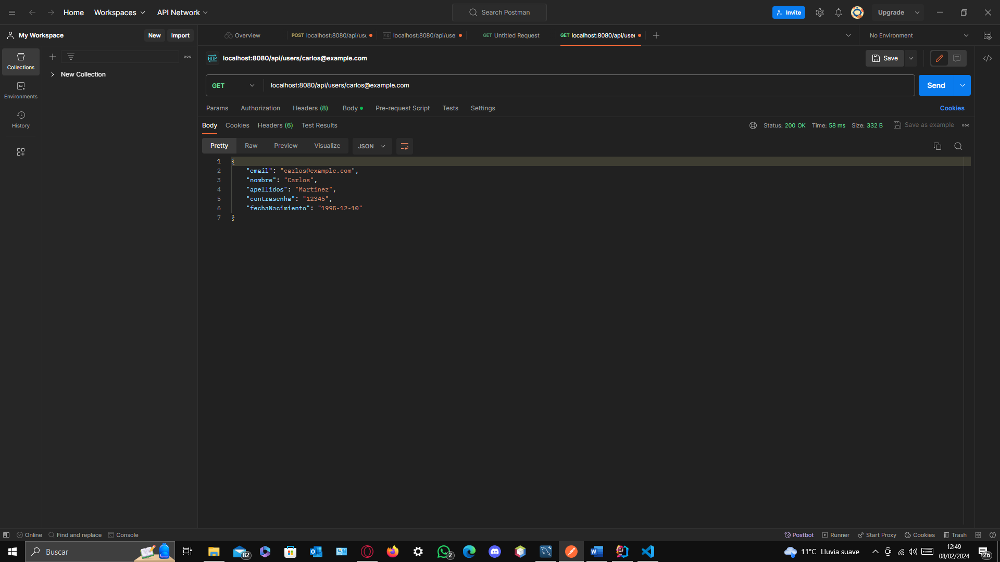 Home
Workspaces
API Network
Search Postman
Invite
Upgrade
My Workspace
New
Import
Overview
POST localhost:8080/api/use
e.g. localhost:8080/api/use.
GET Untitled Request
GET localhost:8080/api/user
No Environment
Collections
Environments
History
New Collection
HTTP localhost:8080/api/users/carlos@example.com
Save
GET localhost:8080/api/users/carlos@example.com
Send
Params Authorization Headers (8) Body Pre-request Script Tests Settings Cookies
Body Cookies Headers (6) Test Results
Status: 200 OK Time: 58 ms Size: 332 B Save as example
Pretty Raw Preview Visualize JSON
1 {
2 "email": "carlos@example.com",
3 "nombre": "Carlos",
4 "apellidos": "Martinez",
5 "contrasenha": "12345",
6 "fechaNacimiento": "1995-12-10"
7 }
Online Find and replace Console
Postbot Runner Start Proxy Cookies Trash
Buscar
82
2
11°C Lluvia suave
12:49
08/02/2024
26